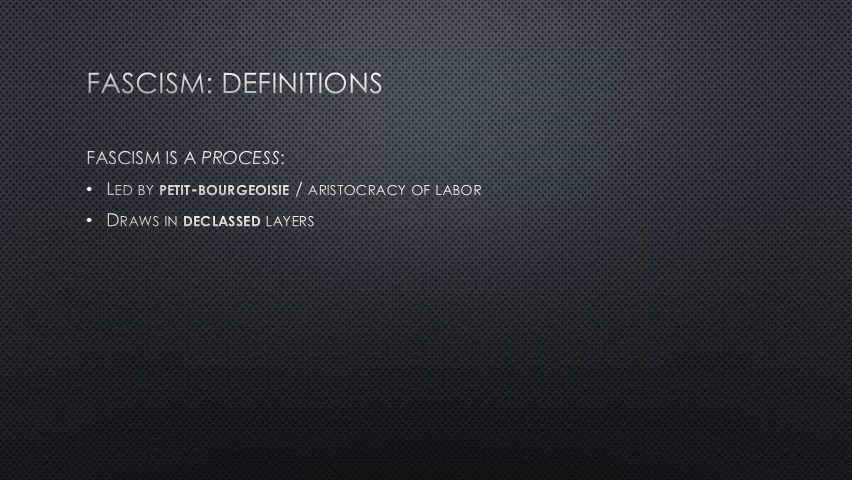 FASCISM: DEFINITIONS
FASCISM IS A PROCESS:
• LED BY PETIT-BOURGEOISIE / ARISTOCRACY OF LABOR
• DRAWS IN DECLASSED LAYERS